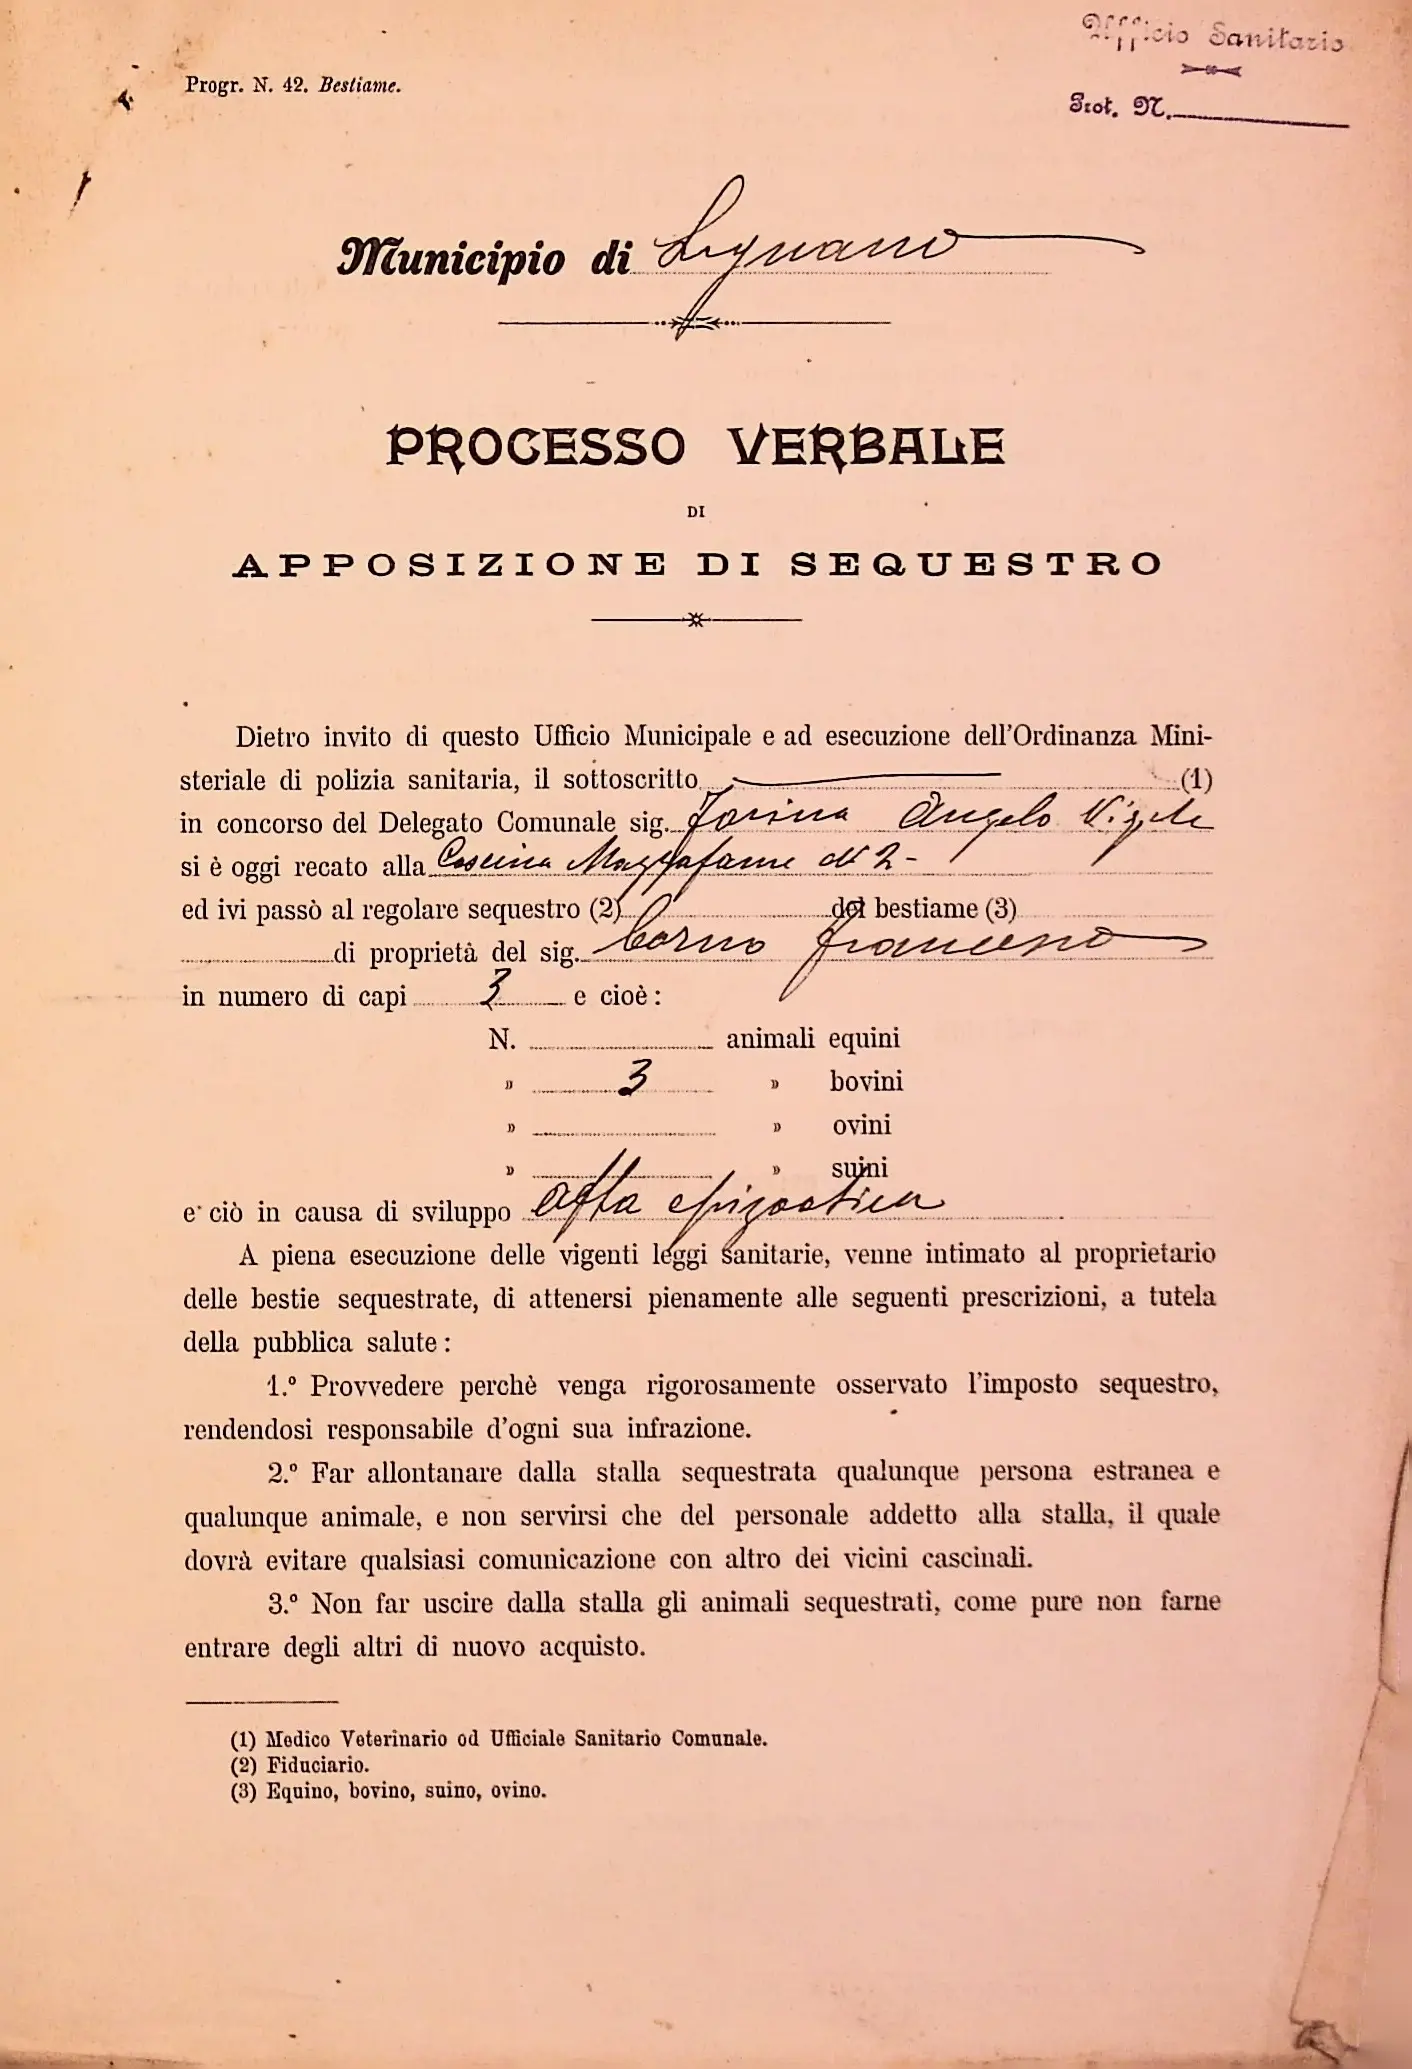 Ufficio Sanitario
Prot. N.
Progr. N. 42. Bestiame.
Municipio di Legnano
PROCESSO VERBALE
DI
APPOSIZIONE DI SEQUESTRO
Dietro invito di questo Ufficio Municipale e ad esecuzione dell'Ordinanza Mini-
steriale di polizia sanitaria, il sottoscritto (1)
in concorso del Delegato Comunale sig. Angelo Vigile
si è oggi recato alla Cascina Mazzafame N 2 -
ed ivi passò al regolare sequestro (2) del bestiame (3)
di proprietà del sig. Corno Francesco
in numero di capi 3 e cioè :
N. animali equini
» 3 » bovini
» » ovini
» » suini
e ciò in causa di sviluppo afta epizootica
A piena esecuzione delle vigenti leggi sanitarie, venne intimato al proprietario
delle bestie sequestrate, di attenersi pienamente alle seguenti prescrizioni, a tutela
della pubblica salute :
1.º Provvedere perchè venga rigorosamente osservato l'imposto sequestro,
rendendosi responsabile d'ogni sua infrazione.
2.º Far allontanare dalla stalla sequestrata qualunque persona estranea e
qualunque animale, e non servirsi che del personale addetto alla stalla, il quale
dovrà evitare qualsiasi comunicazione con altro dei vicini cascinali.
3.º Non far uscire dalla stalla gli animali sequestrati, come pure non farne
entrare degli altri di nuovo acquisto.
(1) Medico Veterinario od Ufficiale Sanitario Comunale.
(2) Fiduciario.
(3) Equino, bovino, suino, ovino.